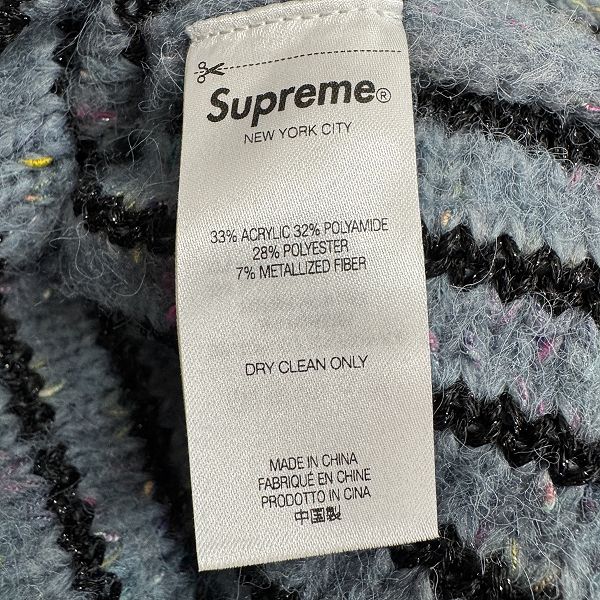 Supreme®
NEW YORK CITY
33% ACRYLIC 32% POLYAMIDE
28% POLYESTER
7% METALLIZED FIBER
DRY CLEAN ONLY
MADE IN CHINA
FABRIQUÉ EN CHINE
PRODOTTO IN CINA
中国製